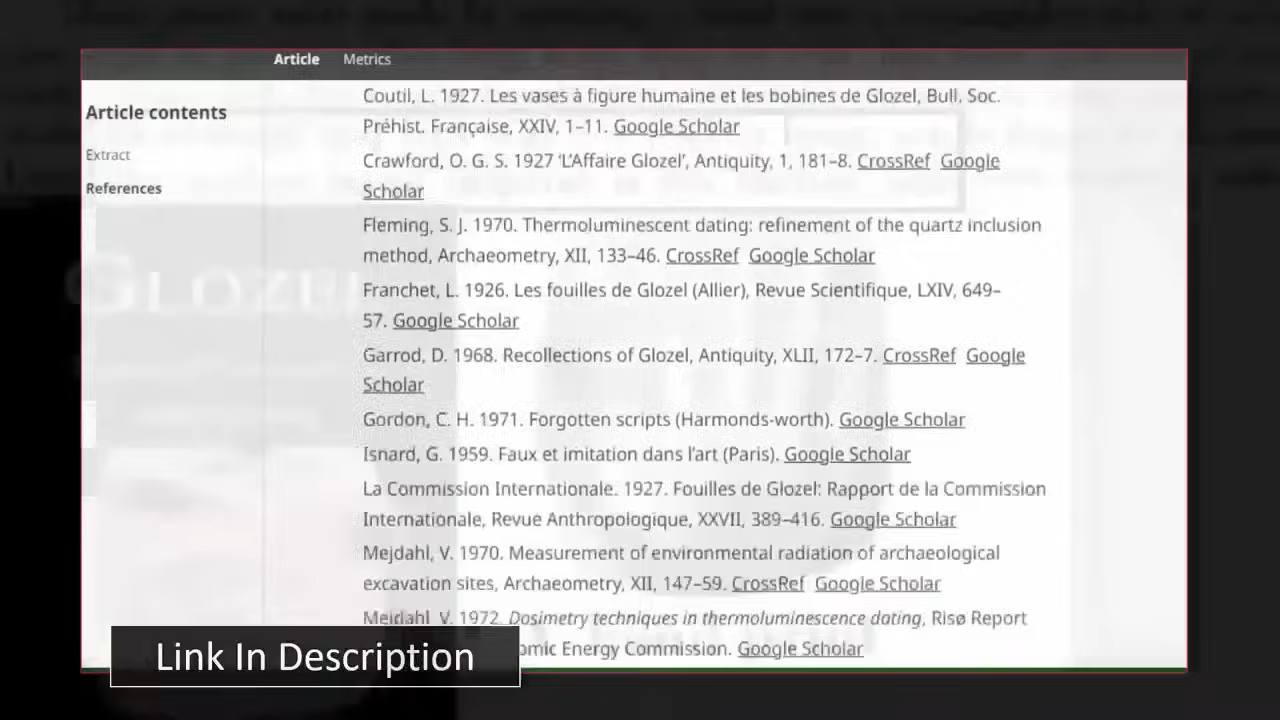 Article Metrics
Article contents
Extract
References
Coutil, L. 1927. Les vases à figure humaine et les bobines de Glozel, Bull. Soc.
Préhist. Française, XXIV, 1–11. Google Scholar
Crawford, O. G. S. 1927 ‘L’Affaire Glozel’, Antiquity, 1, 181–8. CrossRef Google
Scholar
Fleming, S. J. 1970. Thermoluminescent dating: refinement of the quartz inclusion
method, Archaeometry, XII, 133–46. CrossRef Google Scholar
Franchet, L. 1926. Les fouilles de Glozel (Allier), Revue Scientifique, LXIV, 649–
57. Google Scholar
Garrod, D. 1968. Recollections of Glozel, Antiquity, XLII, 172–7. CrossRef Google
Scholar
Gordon, C. H. 1971. Forgotten scripts (Harmonds-worth). Google Scholar
Isnard, G. 1959. Faux et imitation dans l’art (Paris). Google Scholar
La Commission Internationale. 1927. Fouilles de Glozel: Rapport de la Commission
Internationale, Revue Anthropologique, XXVII, 389–416. Google Scholar
Mejdahl, V. 1970. Measurement of environmental radiation of archaeological
excavation sites, Archaeometry, XII, 147–59. CrossRef Google Scholar
Mejdahl, V. 1972. Dosimetry techniques in thermoluminescence dating, Risø Report
Energy Commission. Google Scholar
GLOZEL
Link In Description